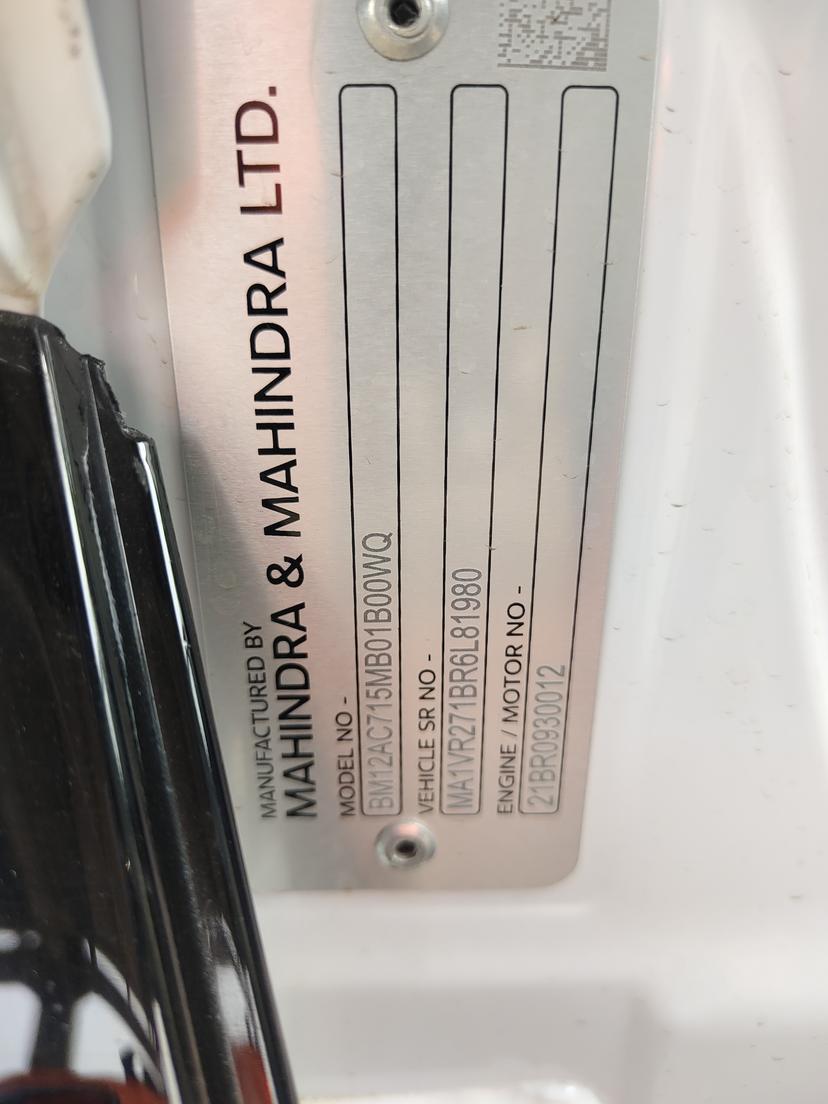 MANUFACTURED BY
MAHINDRA & MAHINDRA LTD.
MODEL NO -
BM12AC715MB01B00WQ
VEHICLE SR NO -
MA1VR271BR6L81980
ENGINE / MOTOR NO -
21BR0930012